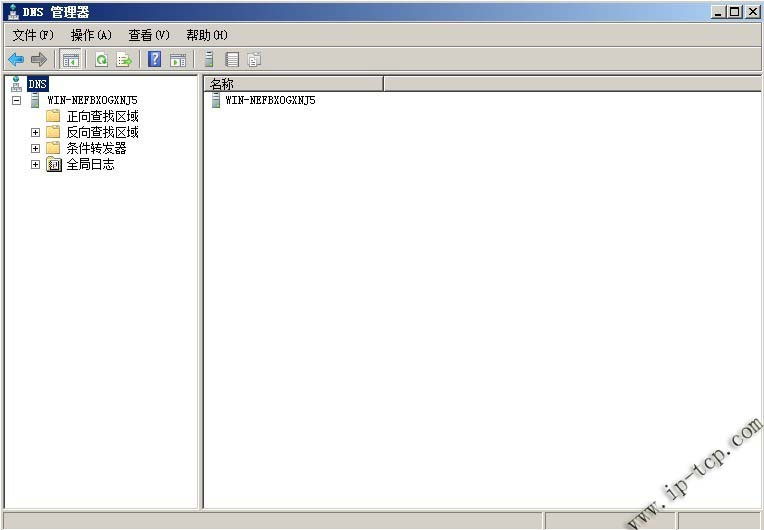 DNS 管理器
文件(F) 操作(A) 查看(V) 帮助(H)
DNS
WIN-NEFBXOGXNJ5
正向查找区域
反向查找区域
条件转发器
全局日志
名称
WIN-NEFBXOGXNJ5
www.ip-tcp.com